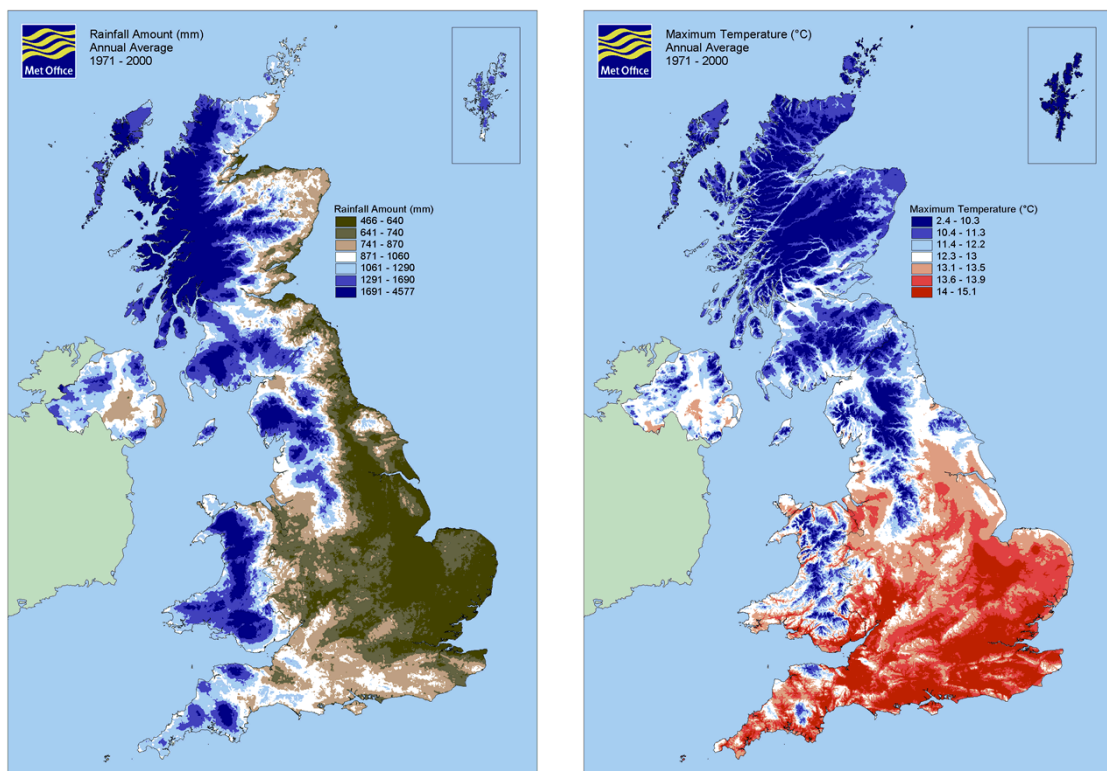 Met Office
Rainfall Amount (mm)
Annual Average
1971 - 2000
Rainfall Amount (mm)
466 - 640
641 - 740
741 - 870
871 - 1060
1061 - 1290
1291 - 1690
1691 - 4577
Met Office
Maximum Temperature (°C)
Annual Average
1971 - 2000
Maximum Temperature (°C)
2.4 - 10.3
10.4 - 11.3
11.4 - 12.2
12.3 - 13
13.1 - 13.5
13.6 - 13.9
14 - 15.1